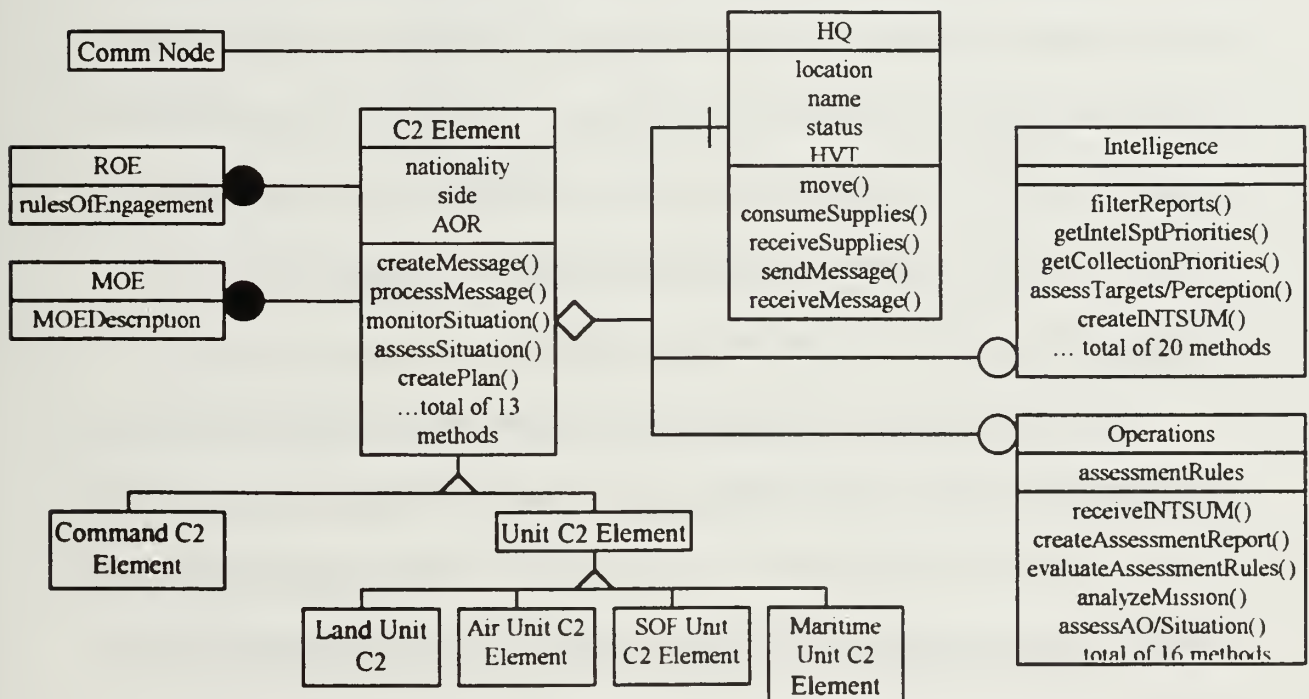 Comm Node
HQ
location
name
status
HVT
move()
consumeSupplies()
receiveSupplies()
sendMessage()
receiveMessage()
C2 Element
nationality
side
AOR
createMessage()
processMessage()
monitorSituation()
assessSituation()
createPlan()
...total of 13
methods
ROE
rulesOfEngagement
MOE
MOEDescription
Intelligence
filterReports()
getIntelSptPriorities()
getCollectionPriorities()
assessTargets/Perception()
createINTSUM()
... total of 20 methods
Operations
assessmentRules
receiveINTSUM()
createAssessmentReport()
evaluateAssessmentRules()
analyzeMission()
assessAO/Situation()
total of 16 methods
Command C2
Element
Unit C2 Element
Land Unit
C2
Air Unit C2
Element
SOF Unit
C2 Element
Maritime
Unit C2
Element